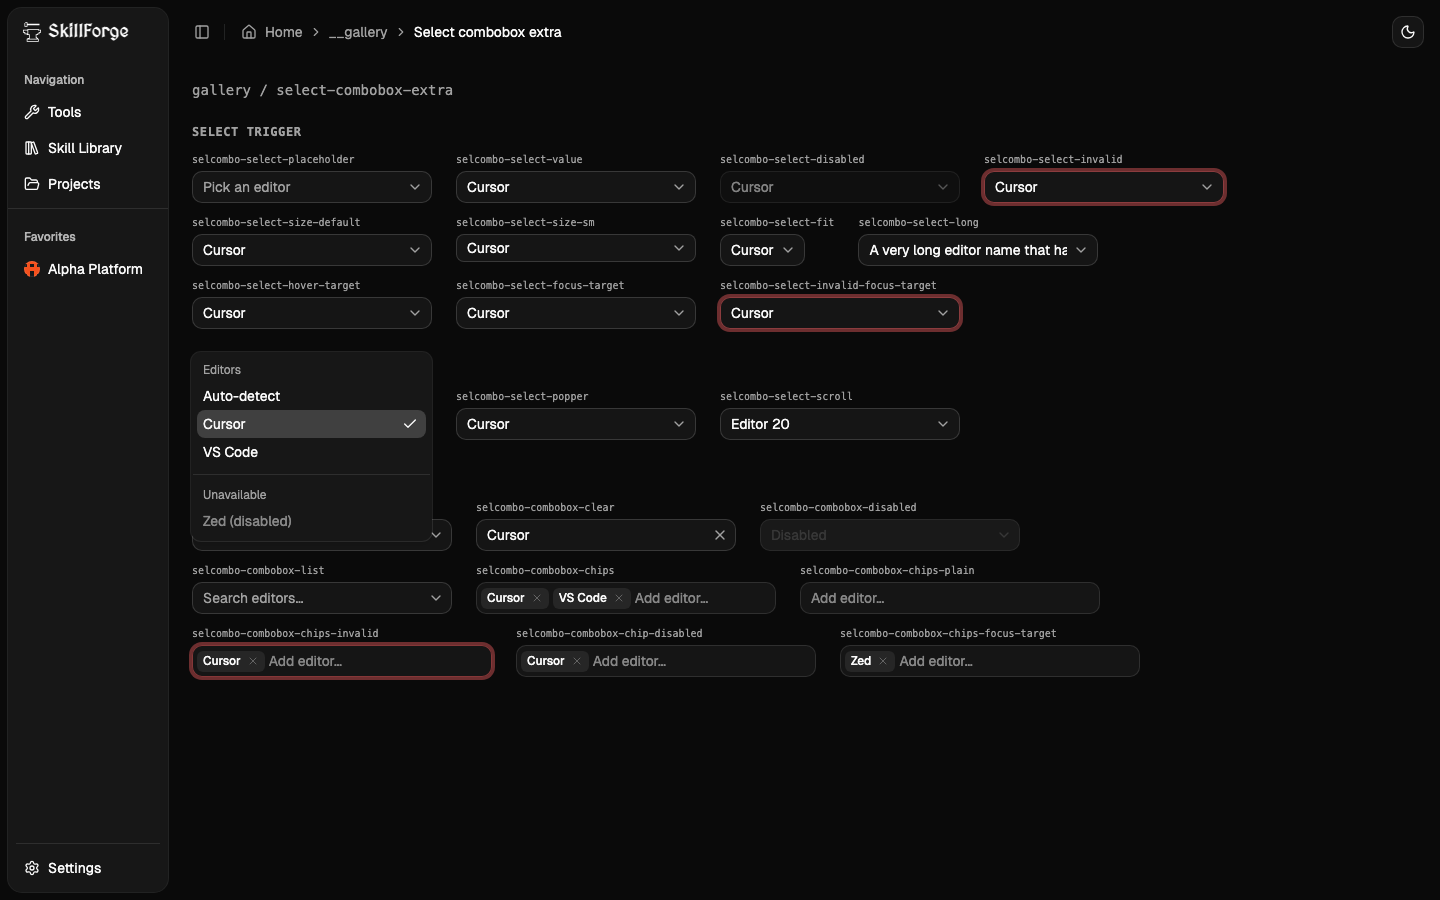 SkillForge
Home > __gallery > Select combobox extra
Navigation
Tools
Skill Library
Projects
Favorites
Alpha Platform
Settings
gallery / select-combobox-extra
SELECT TRIGGER
selcombo-select-placeholder selcombo-select-value selcombo-select-disabled selcombo-select-invalid
Pick an editor Cursor Cursor Cursor
selcombo-select-size-default selcombo-select-size-sm selcombo-select-fit selcombo-select-long
Cursor Cursor Cursor A very long editor name that ha
selcombo-select-hover-target selcombo-select-focus-target selcombo-select-invalid-focus-target
Cursor Cursor Cursor
Editors
Auto-detect
Cursor
VS Code
Unavailable
Zed (disabled)
selcombo-select-popper selcombo-select-scroll
Cursor Editor 20
selcombo-combobox-clear selcombo-combobox-disabled
Cursor Disabled
selcombo-combobox-list selcombo-combobox-chips selcombo-combobox-chips-plain
Search editors... Cursor VS Code Add editor... Add editor...
selcombo-combobox-chips-invalid selcombo-combobox-chip-disabled selcombo-combobox-chips-focus-target
Cursor Add editor... Cursor Add editor... Zed Add editor...